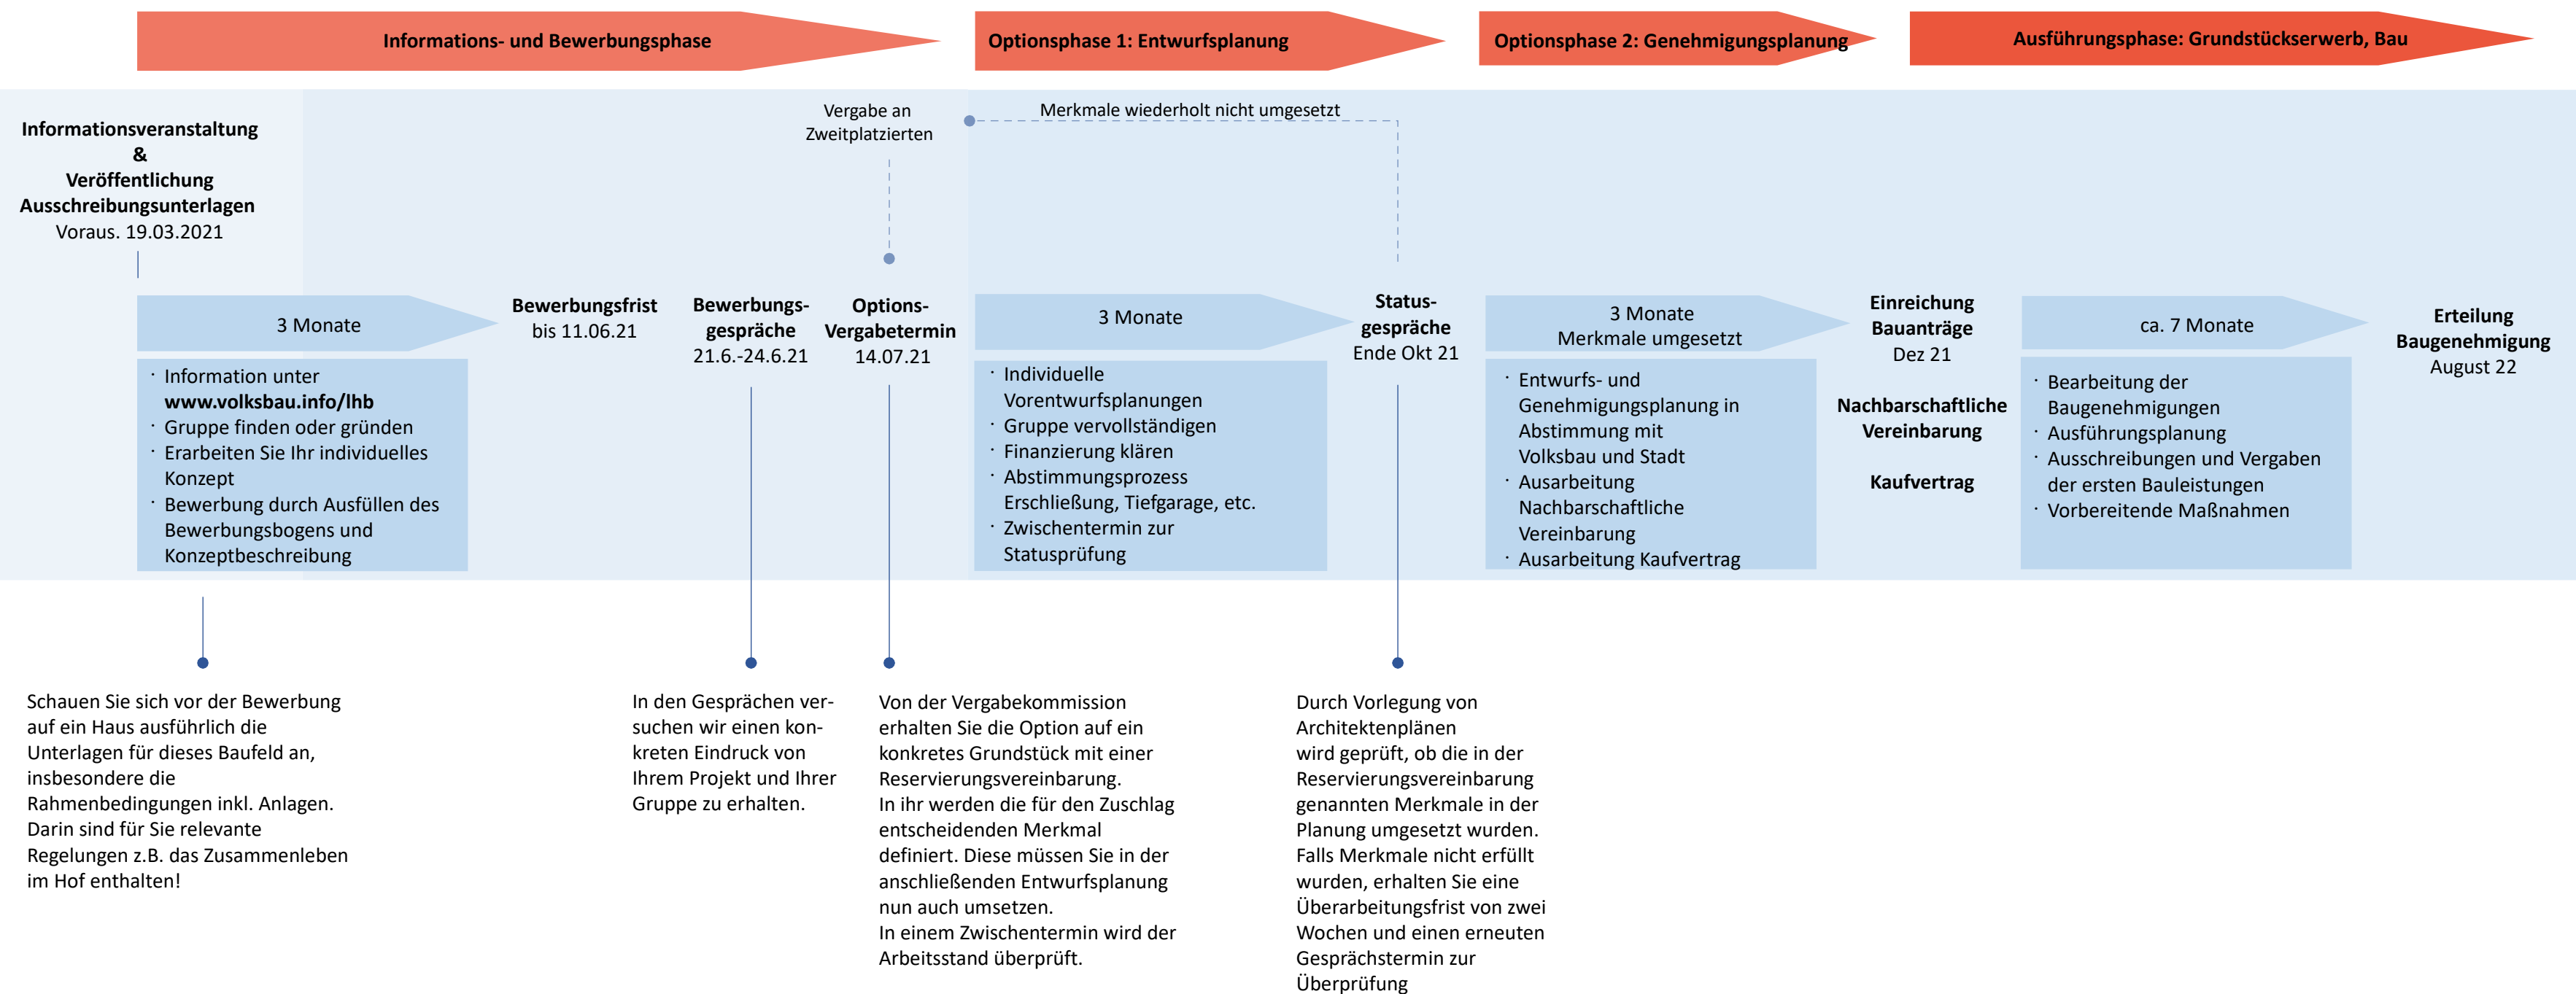 Informations- und Bewerbungsphase
Optionsphase 1: Entwurfsplanung
Optionsphase 2: Genehmigungsplanung
Ausführungsphase: Grundstückserwerb, Bau
Informationsveranstaltung
&
Veröffentlichung
Ausschreibungsunterlagen
Voraus. 19.03.2021
Vergabe an
Zweitplatzierten
Merkmale wiederholt nicht umgesetzt
3 Monate
· Information unter
www.volksbau.info/lhb
· Gruppe finden oder gründen
· Erarbeiten Sie Ihr individuelles
Konzept
· Bewerbung durch Ausfüllen des
Bewerbungsbogens und
Konzeptbeschreibung
Bewerbungsfrist
bis 11.06.21
Bewerbungs-
gespräche
21.6.-24.6.21
Options-
Vergabetermin
14.07.21
3 Monate
· Individuelle
Vorentwurfsplanungen
· Gruppe vervollständigen
· Finanzierung klären
· Abstimmungsprozess
Erschließung, Tiefgarage, etc.
· Zwischentermin zur
Statusprüfung
Status-
gespräche
Ende Okt 21
3 Monate
Merkmale umgesetzt
· Entwurfs- und
Genehmigungsplanung in
Abstimmung mit
Volksbau und Stadt
· Ausarbeitung
Nachbarschaftliche
Vereinbarung
· Ausarbeitung Kaufvertrag
Einreichung
Bauanträge
Dez 21
Nachbarschaftliche
Vereinbarung
Kaufvertrag
ca. 7 Monate
· Bearbeitung der
Baugenehmigungen
· Ausführungsplanung
· Ausschreibungen und Vergaben
der ersten Bauleistungen
· Vorbereitende Maßnahmen
Erteilung
Baugenehmigung
August 22
Schauen Sie sich vor der Bewerbung
auf ein Haus ausführlich die
Unterlagen für dieses Baufeld an,
insbesondere die
Rahmenbedingungen inkl. Anlagen.
Darin sind für Sie relevante
Regelungen z.B. das Zusammenleben
im Hof enthalten!
In den Gesprächen ver-
suchen wir einen kon-
kreten Eindruck von
Ihrem Projekt und Ihrer
Gruppe zu erhalten.
Von der Vergabekommission
erhalten Sie die Option auf ein
konkretes Grundstück mit einer
Reservierungsvereinbarung.
In ihr werden die für den Zuschlag
entscheidenden Merkmal
definiert. Diese müssen Sie in der
anschließenden Entwurfsplanung
nun auch umsetzen.
In einem Zwischentermin wird der
Arbeitsstand überprüft.
Durch Vorlegung von
Architektenplänen
wird geprüft, ob die in der
Reservierungsvereinbarung
genannten Merkmale in der
Planung umgesetzt wurden.
Falls Merkmale nicht erfüllt
wurden, erhalten Sie eine
Überarbeitungsfrist von zwei
Wochen und einen erneuten
Gesprächstermin zur
Überprüfung